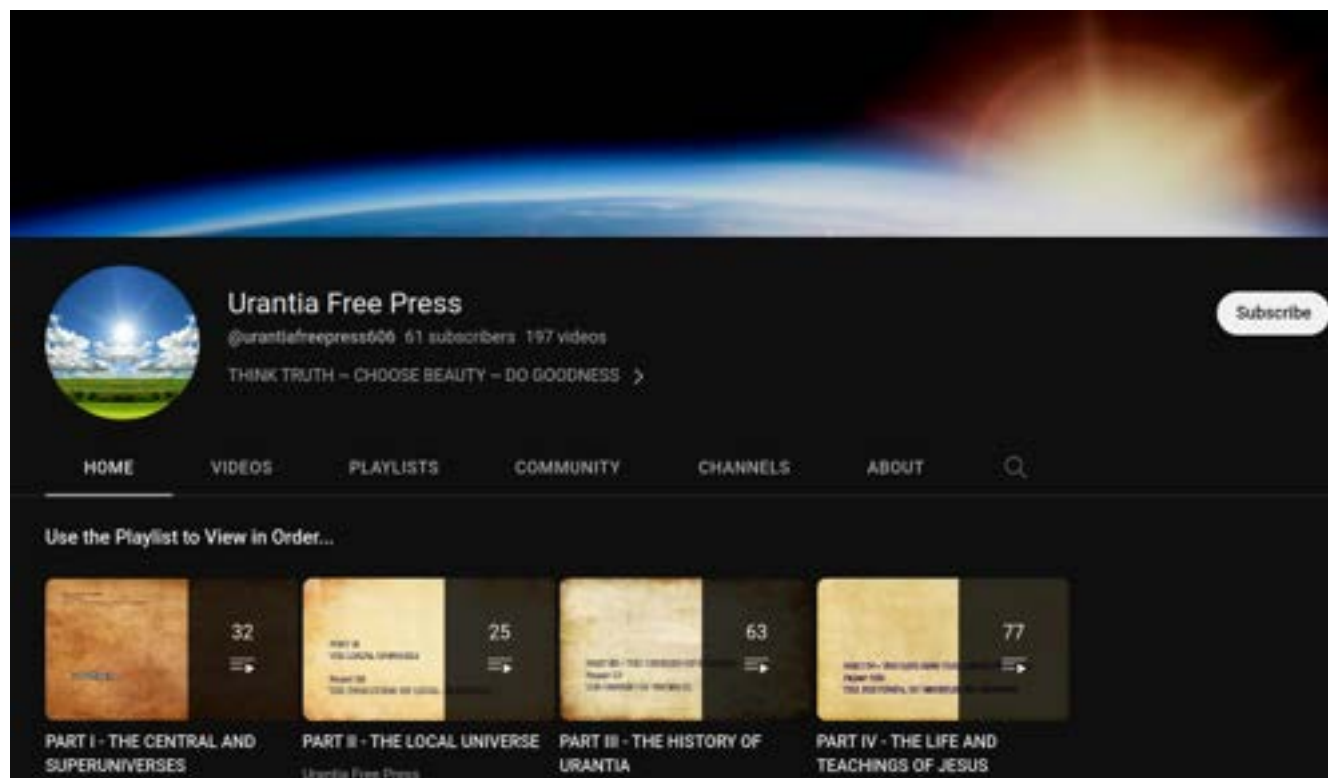 Urantia Free Press
Subscribe
@urantiafreepress606 61 subscribers 197 videos
THINK TRUTH ~ CHOOSE BEAUTY ~ DO GOODNESS
HOME VIDEOS PLAYLISTS COMMUNITY CHANNELS ABOUT
Use the Playlist to View in Order...
32 25 63 77
PART I - THE CENTRAL AND
SUPERUNIVERSES
PART II - THE LOCAL UNIVERSE
Urantia Free Press
PART III - THE HISTORY OF
URANTIA
PART IV - THE LIFE AND
TEACHINGS OF JESUS